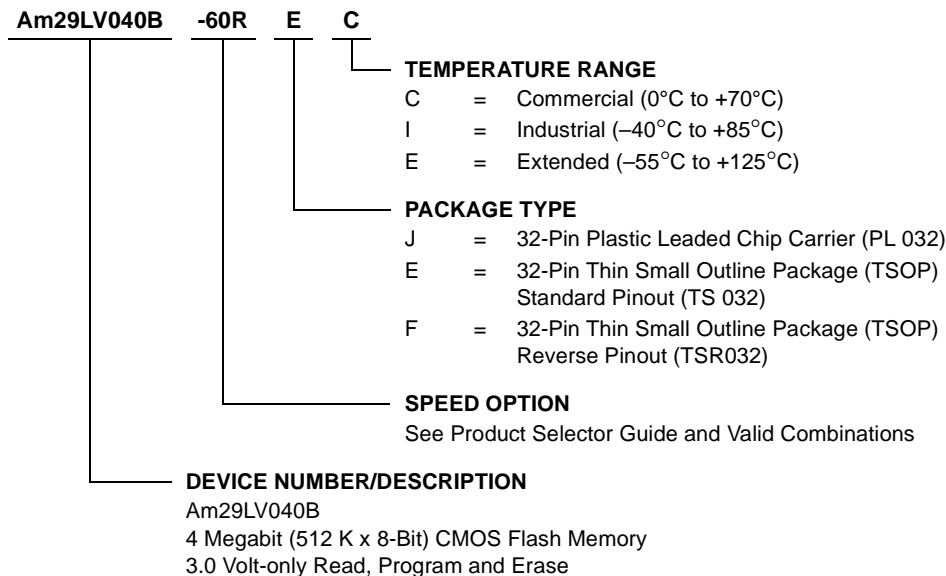 Am29LV040B -60R E C
TEMPERATURE RANGE
C = Commercial (0°C to +70°C)
I = Industrial (–40°C to +85°C)
E = Extended (–55°C to +125°C)
PACKAGE TYPE
J = 32-Pin Plastic Leaded Chip Carrier (PL 032)
E = 32-Pin Thin Small Outline Package (TSOP)
Standard Pinout (TS 032)
F = 32-Pin Thin Small Outline Package (TSOP)
Reverse Pinout (TSR032)
SPEED OPTION
See Product Selector Guide and Valid Combinations
DEVICE NUMBER/DESCRIPTION
Am29LV040B
4 Megabit (512 K x 8-Bit) CMOS Flash Memory
3.0 Volt-only Read, Program and Erase